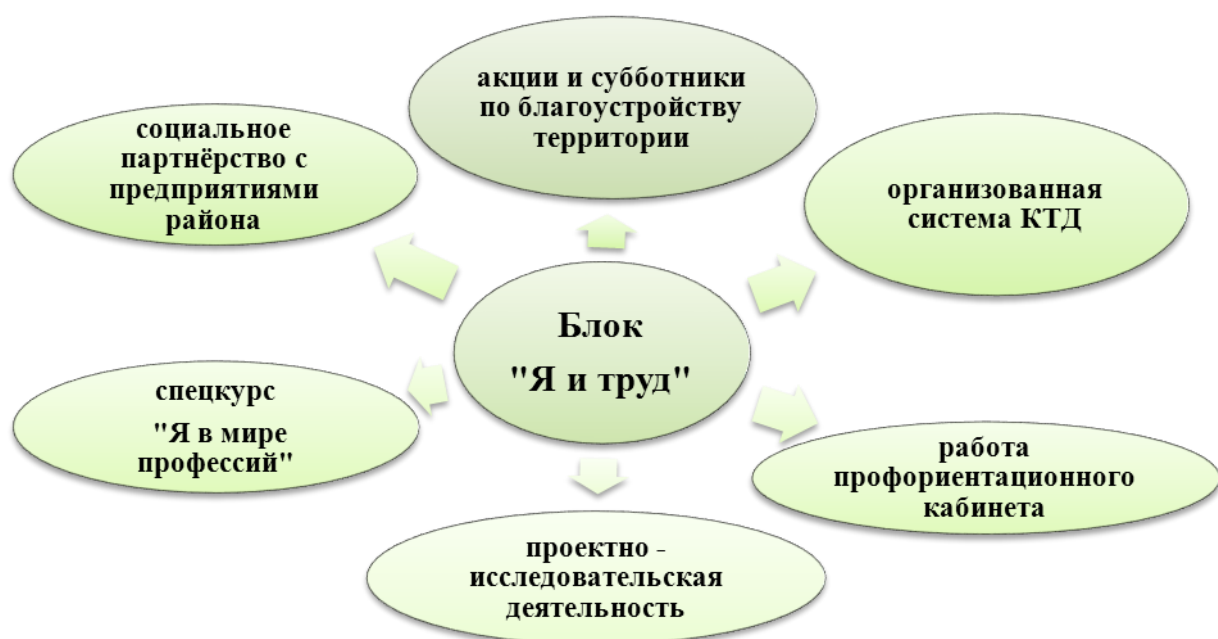 акции и субботники
по благоустройству
территории
социальное
партнёрство с
предприятиями
района
организованная
система КТД
Блок
"Я и труд"
спецкурс
"Я в мире
профессий"
работа
профориентационного
кабинета
проектно -
исследовательская
деятельность